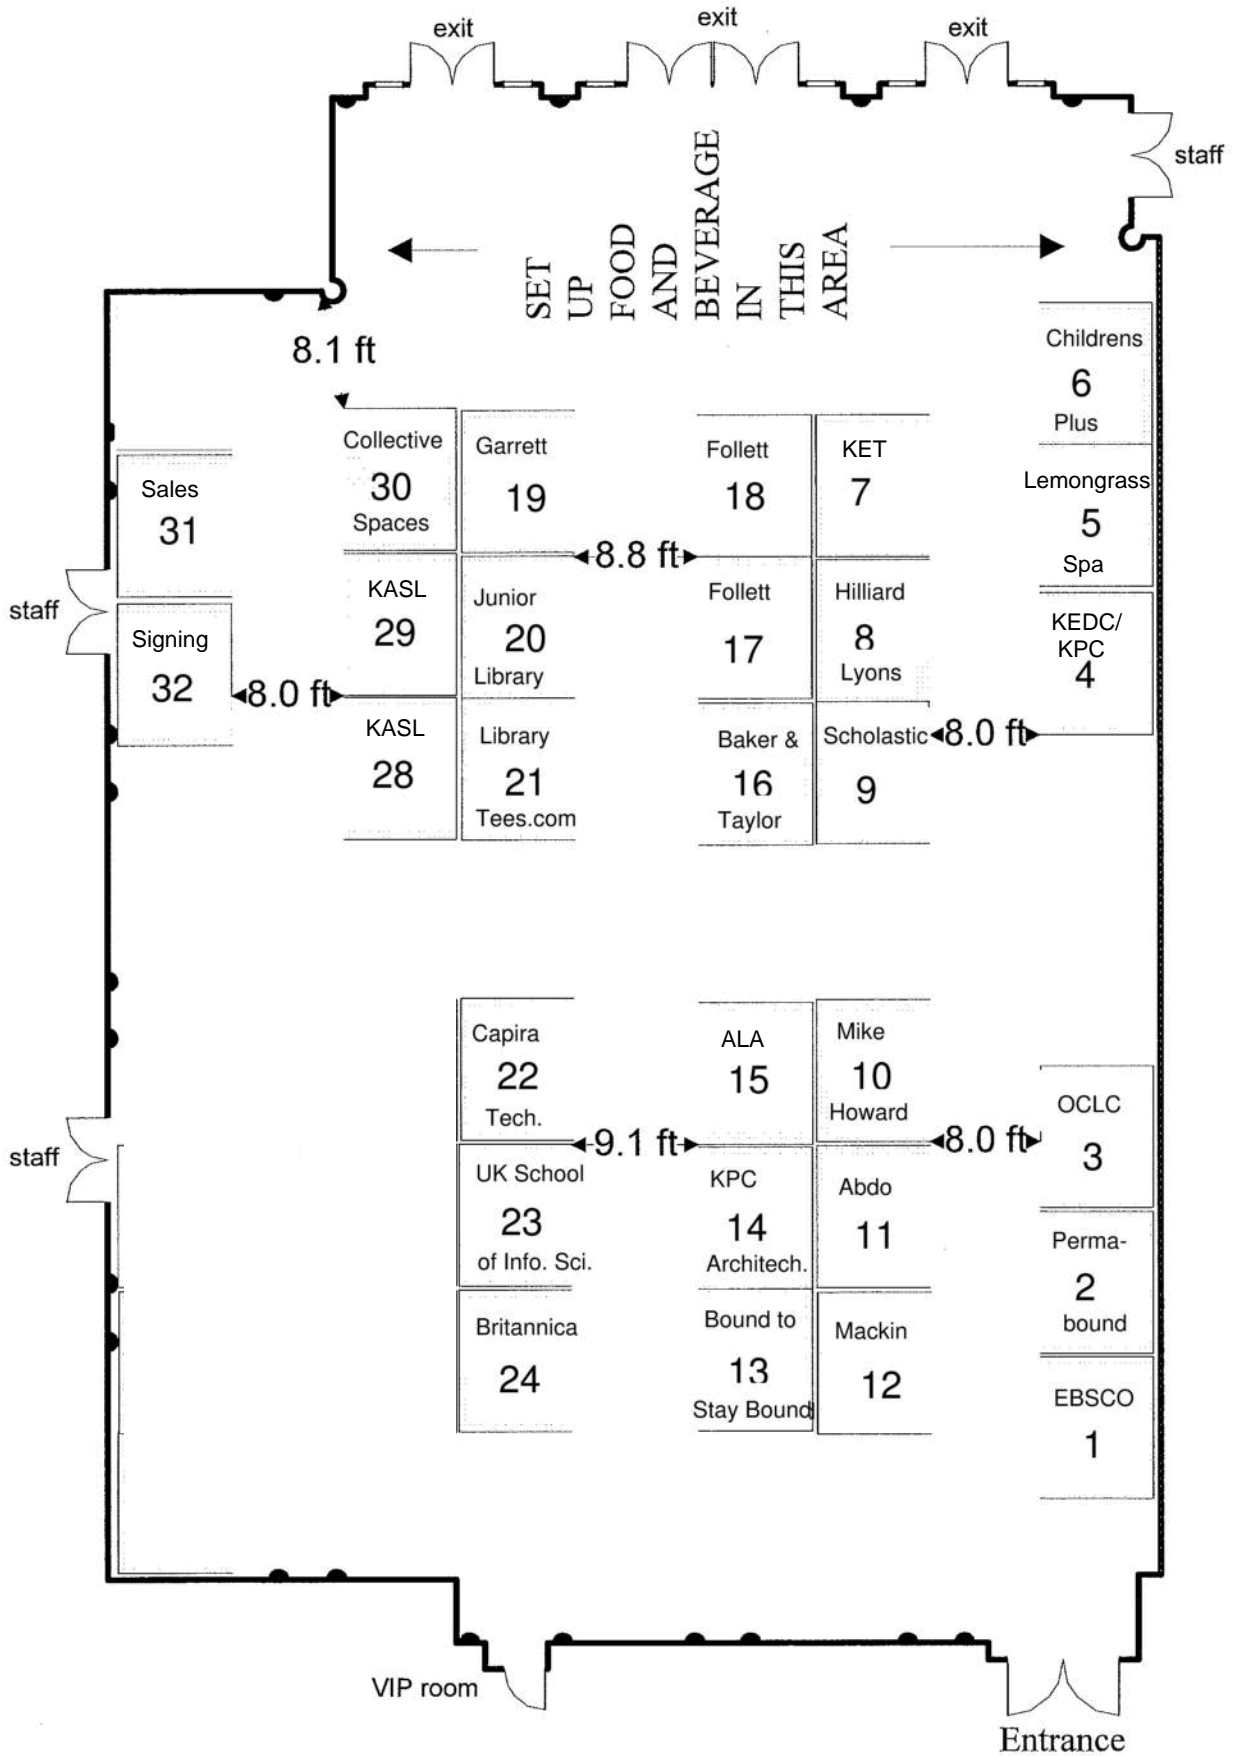 exit
exit
exit
staff
SET
UP
FOOD
AND
BEVERAGE
IN
THIS
AREA
8.1 ft
Childrens
6
Plus
Lemongrass
5
Spa
KEDC/
KPC
4
Collective
30
Spaces
Garrett
19
Follett
18
KET
7
Sales
31
8.8 ft
staff
Signing
32
8.0 ft
KASL
29
Junior
20
Library
Follett
17
Hilliard
8
Lyons
KASL
28
Library
21
Tees.com
Baker &
16
Taylor
Scholastic
9
8.0 ft
Capira
22
Tech.
ALA
15
Mike
10
Howard
OCLC
3
9.1 ft
8.0 ft
staff
UK School
23
of Info. Sci.
KPC
14
Architech.
Abdo
11
Perma-
2
bound
Britannica
24
Bound to
13
Stay Bound
Mackin
12
EBSCO
1
VIP room
Entrance